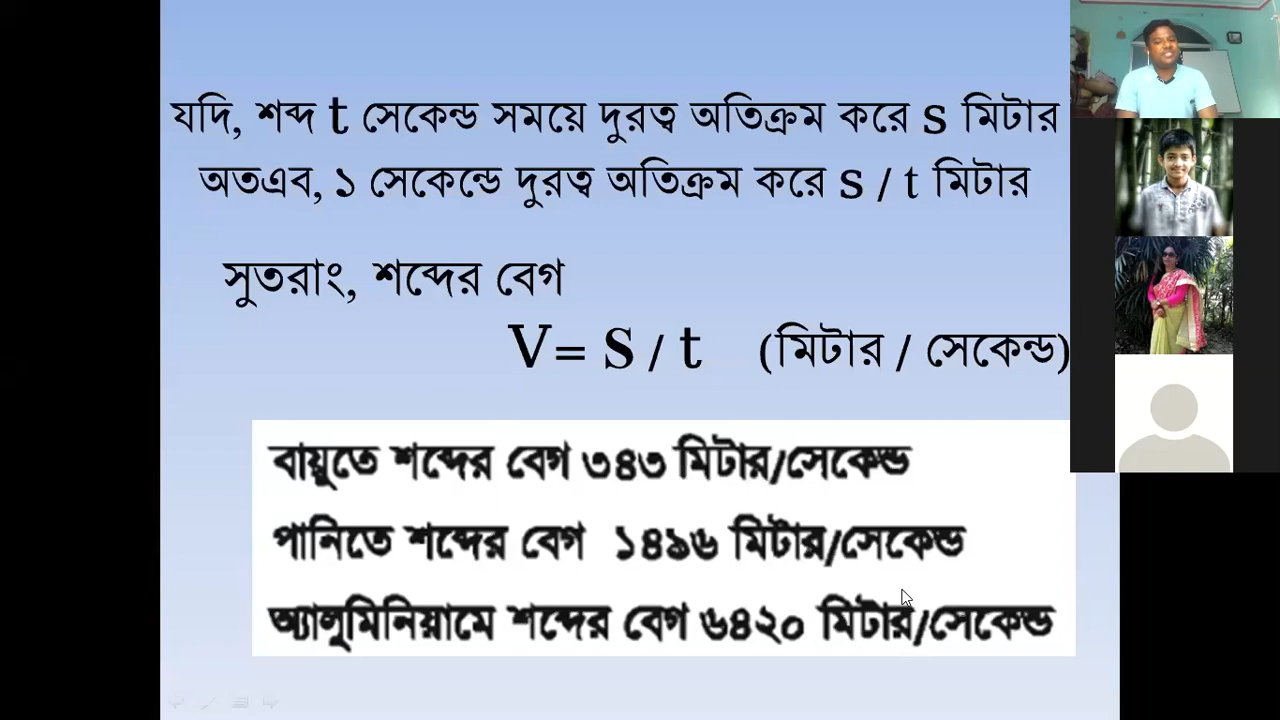 যদি, শব্দ t সেকেন্ড সময়ে দুরত্ব অতিক্রম করে s মিটার
অতএব, ১ সেকেন্ডে দুরত্ব অতিক্রম করে s / t মিটার
সুতরাং, শব্দের বেগ
V= s / t (মিটার / সেকেন্ড)
বায়ুতে শব্দের বেগ ৩৪৩ মিটার/সেকেন্ড
পানিতে শব্দের বেগ ১৪৯৬ মিটার/সেকেন্ড
অ্যালুমিনিয়ামে শব্দের বেগ ৬৪২০ মিটার/সেকেন্ড